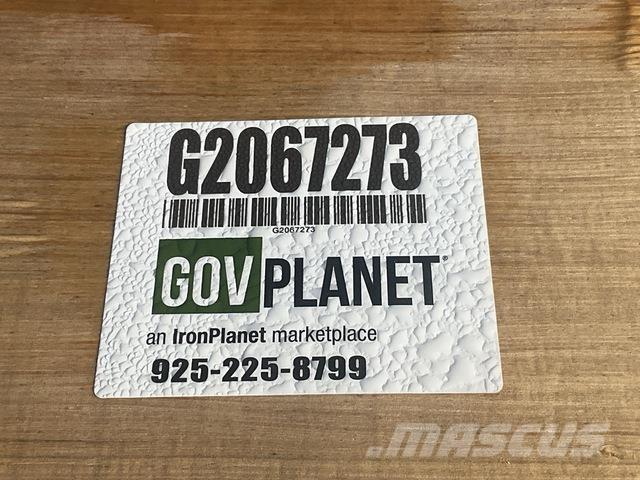 G2067273
G2067273
GOVPLANET®
an IronPlanet marketplace
925-225-8799
.mascus